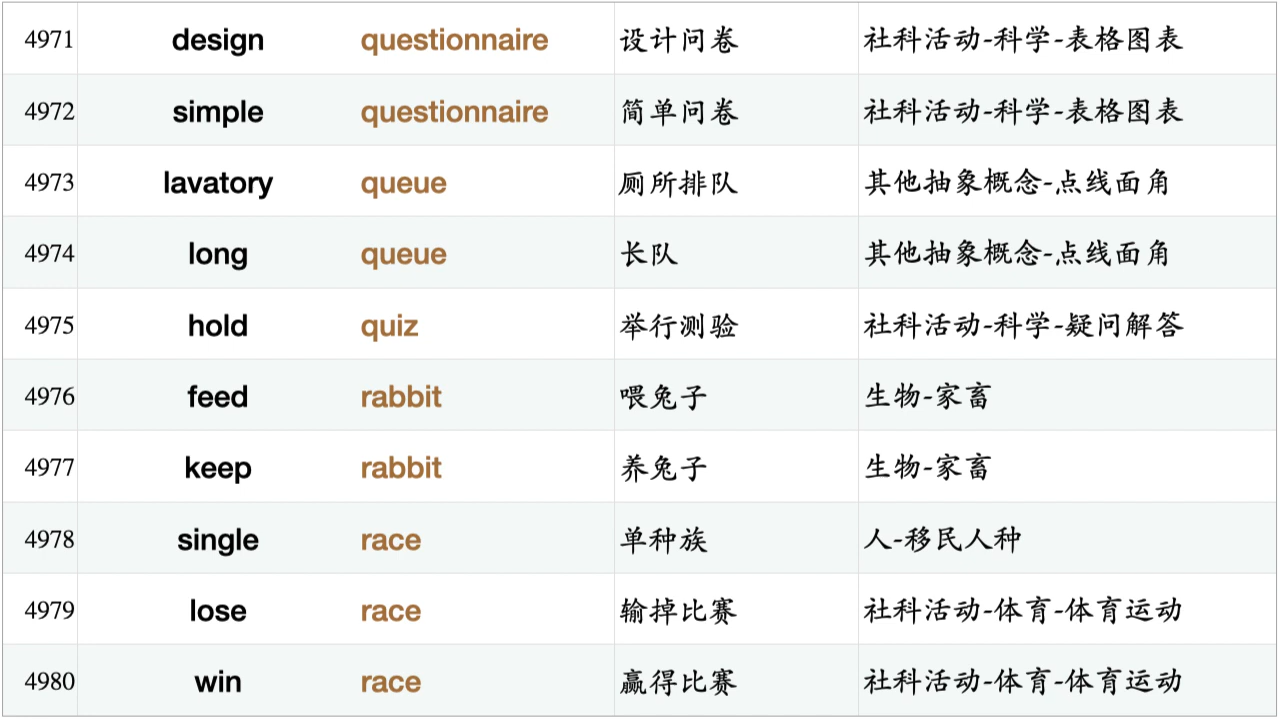 4971 design questionnaire 设计问卷 社科活动-科学-表格图表
4972 simple questionnaire 简单问卷 社科活动-科学-表格图表
4973 lavatory queue 厕所排队 其他抽象概念-点线面角
4974 long queue 长队 其他抽象概念-点线面角
4975 hold quiz 举行测验 社科活动-科学-疑问解答
4976 feed rabbit 喂兔子 生物-家畜
4977 keep rabbit 养兔子 生物-家畜
4978 single race 单种族 人-移民人种
4979 lose race 输掉比赛 社科活动-体育-体育运动
4980 win race 赢得比赛 社科活动-体育-体育运动